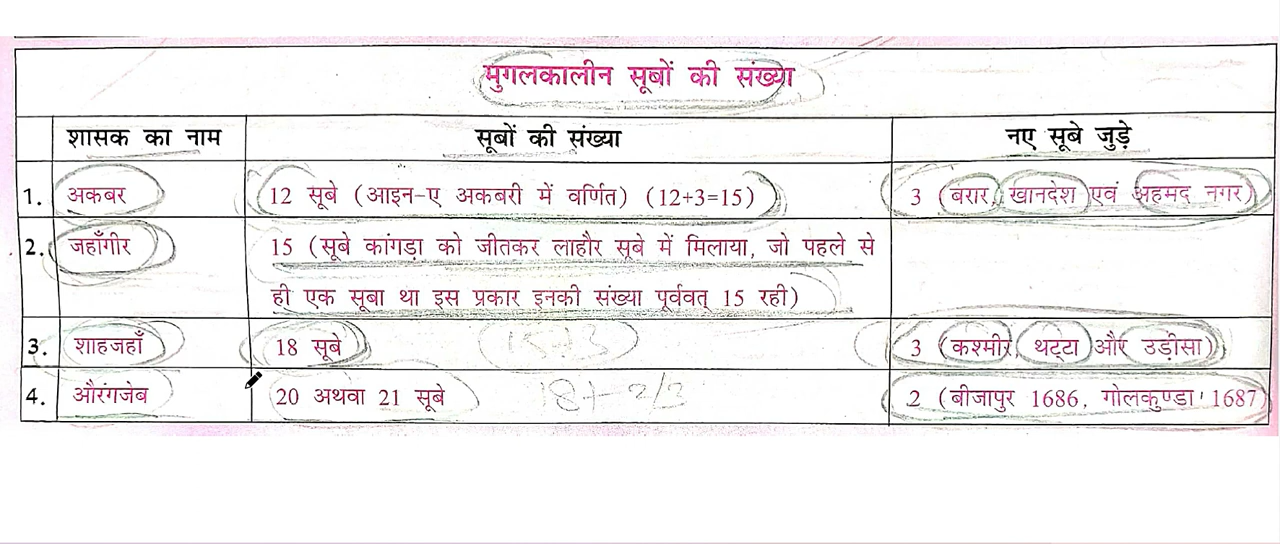 मुगलकालीन सूबों की संख्या
शासक का नाम सूबों की संख्या नए सूबे जुड़े
1. अकबर 12 सूबे (आइन-ए अकबरी में वर्णित) (12+3=15) 3 (बरार, खानदेश एवं अहमद नगर)
2. जहाँगीर 15 (सूबे कांगड़ा को जीतकर लाहौर सूबे में मिलाया, जो पहले से
ही एक सूबा था इस प्रकार इनकी संख्या पूर्ववत् 15 रही)
3. शाहजहाँ 18 सूबे 15+3 3 (कश्मीर, थट्टा और उड़ीसा)
4. औरंगजेब 20 अथवा 21 सूबे 18+2/3 2 (बीजापुर 1686, गोलकुण्डा 1687)